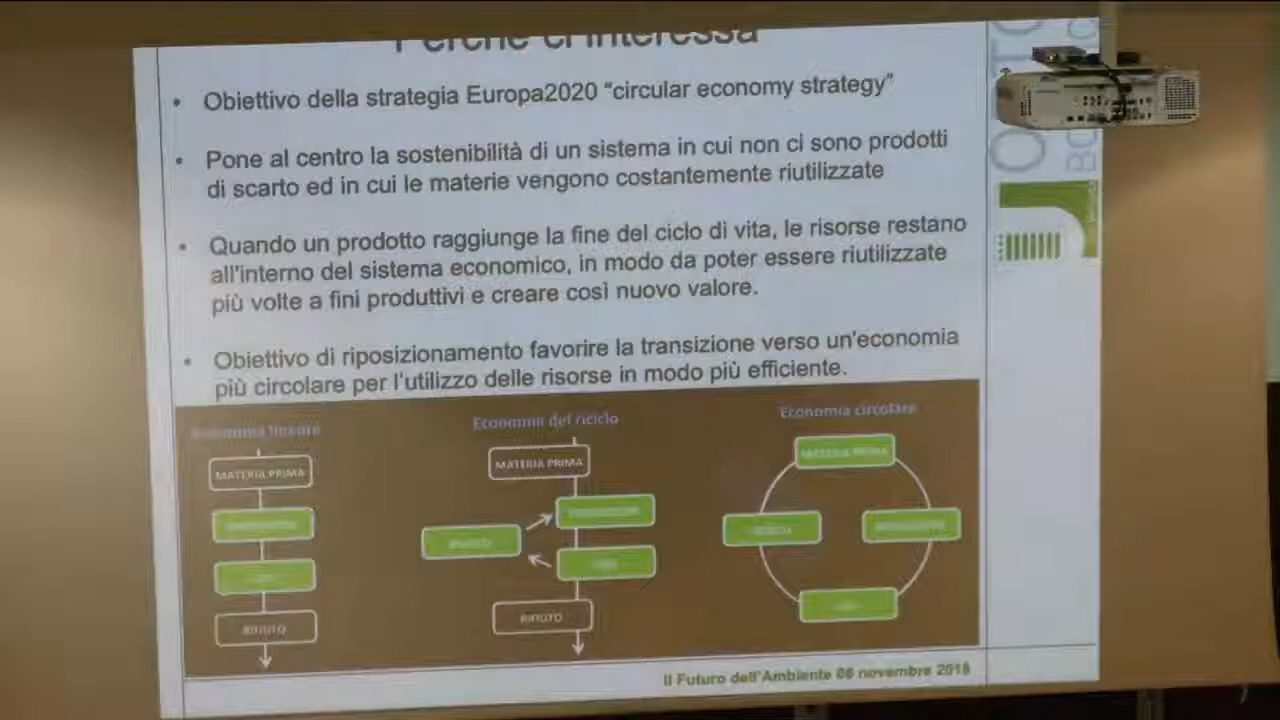 Perché ci interessa
• Obiettivo della strategia Europa2020 “circular economy strategy”
• Pone al centro la sostenibilità di un sistema in cui non ci sono prodotti
di scarto ed in cui le materie vengono costantemente riutilizzate
• Quando un prodotto raggiunge la fine del ciclo di vita, le risorse restano
all'interno del sistema economico, in modo da poter essere riutilizzate
più volte a fini produttivi e creare così nuovo valore.
• Obiettivo di riposizionamento favorire la transizione verso un'economia
più circolare per l'utilizzo delle risorse in modo più efficiente.
Economia lineare
MATERIA PRIMA
RIFIUTO
Economia del riciclo
MATERIA PRIMA
RIFIUTO
Economia circolare
MATERIA PRIMA
Il Futuro dell'Ambiente 06 novembre 2018